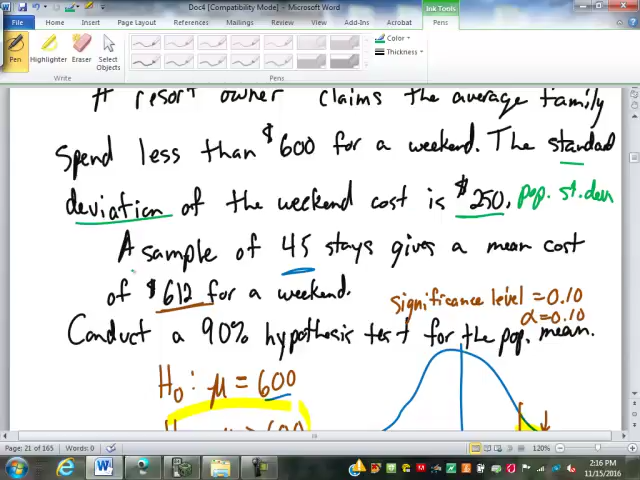 Doc4 [Compatibility Mode] - Microsoft Word
Ink Tools
File Home Insert Page Layout References Mailings Review View Add-Ins Acrobat Pens
Pen Highlighter Eraser Select Objects
Color
Thickness
Write Pens
A resort owner claims the average family
spend less than $600 for a weekend. The standad
deviation of the weekend cost is $250. pop. st. dev
A sample of 45 stays gives a mean cost
of $612 for a weekend.
significance level = 0.10
α = 0.10
Conduct a 90% hypothesis test for the pop. mean.
H₀: μ = 600
Page: 21 of 165 Words: 0 120%
2:16 PM
11/15/2016